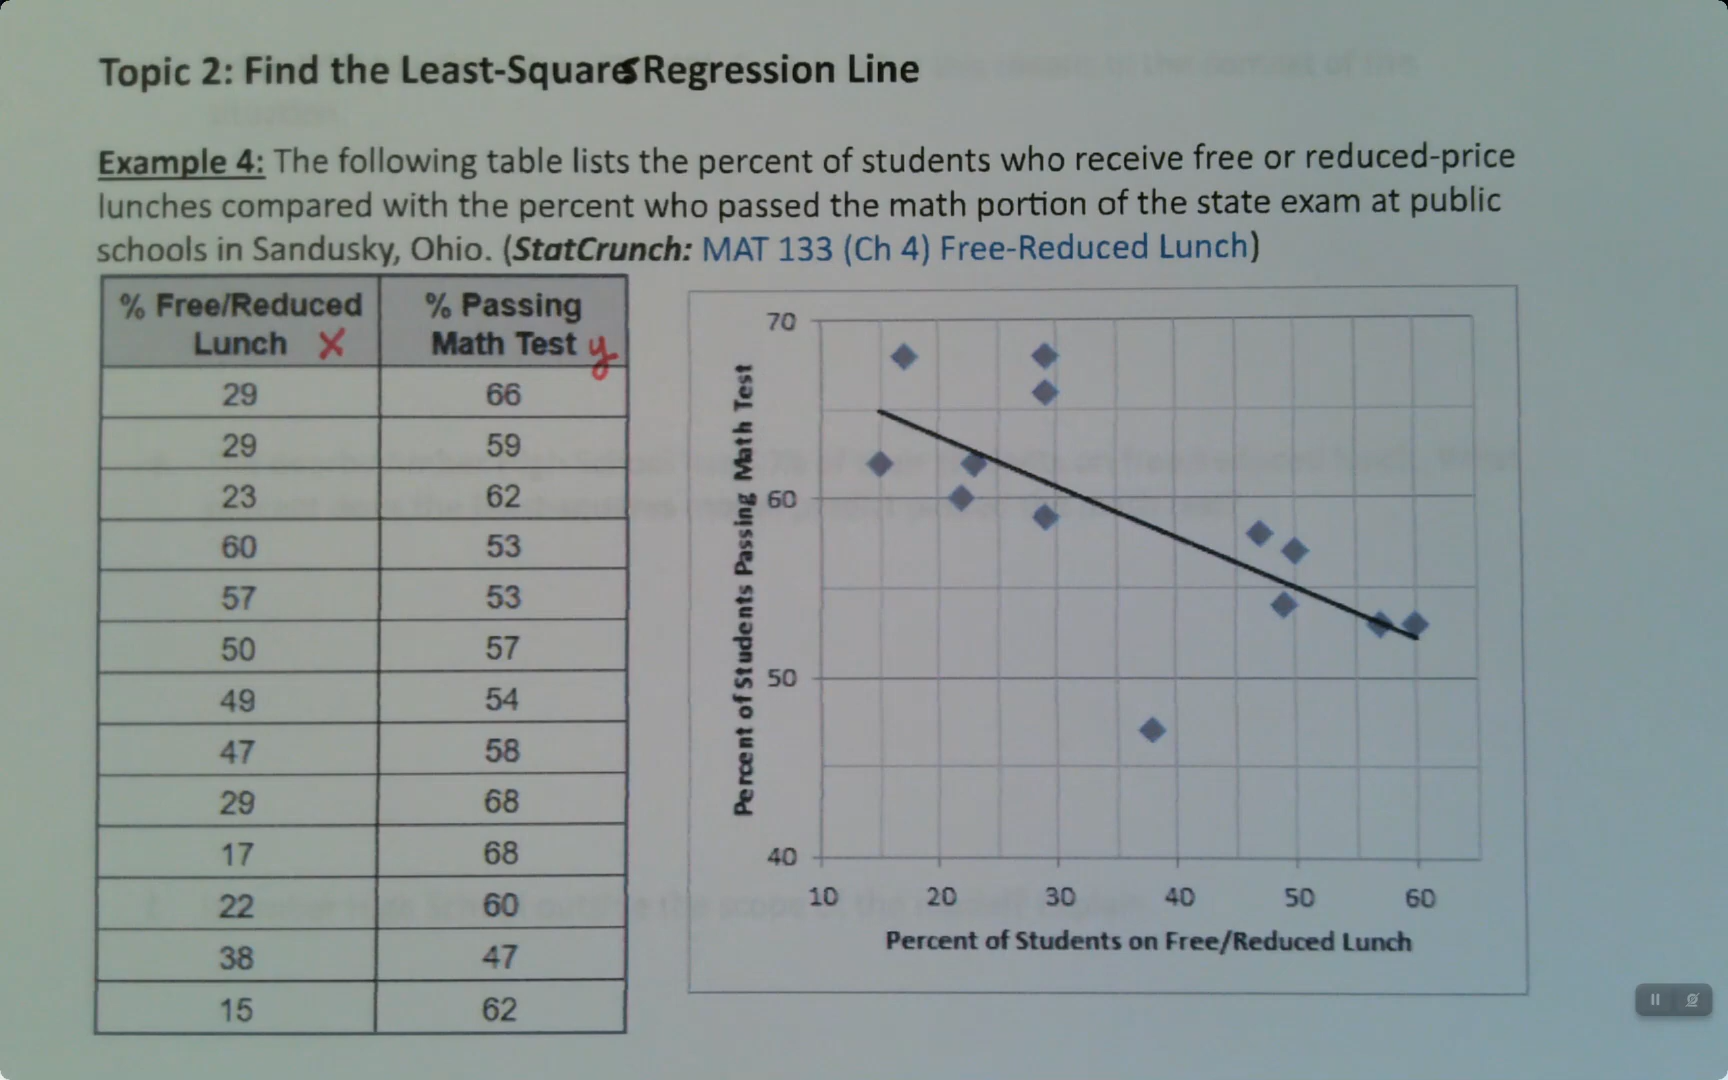 Topic 2: Find the Least-Squares Regression Line
Example 4: The following table lists the percent of students who receive free or reduced-price
lunches compared with the percent who passed the math portion of the state exam at public
schools in Sandusky, Ohio. (StatCrunch: MAT 133 (Ch 4) Free-Reduced Lunch)
% Free/Reduced Lunch x % Passing Math Test y
29 66
29 59
23 62
60 53
57 53
50 57
49 54
47 58
29 68
17 68
22 60
38 47
15 62
Percent of Students Passing Math Test
70
60
50
40
10 20 30 40 50 60
Percent of Students on Free/Reduced Lunch